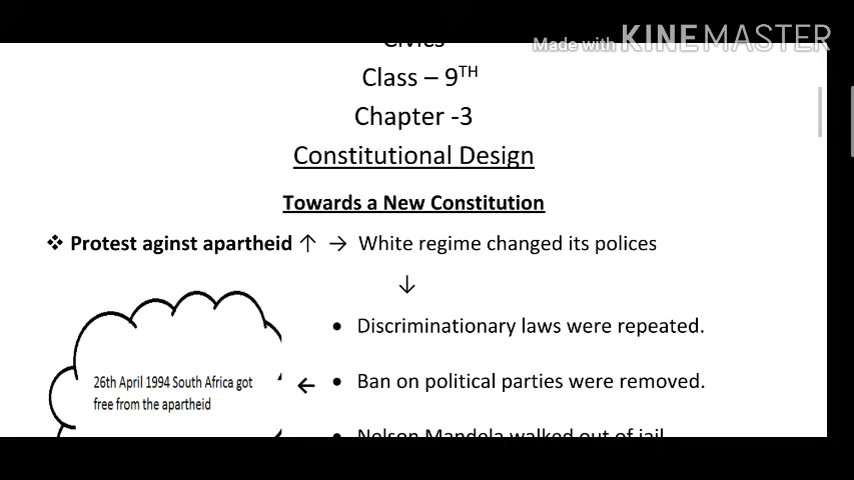 Made with KINEMASTER
Civics
Class – 9TH
Chapter -3
Constitutional Design
Towards a New Constitution
❖ Protest aginst apartheid ↑ → White regime changed its polices
↓
• Discriminationary laws were repeated.
26th April 1994 South Africa got
free from the apartheid
← • Ban on political parties were removed.
• Nelson Mandela walked out of jail